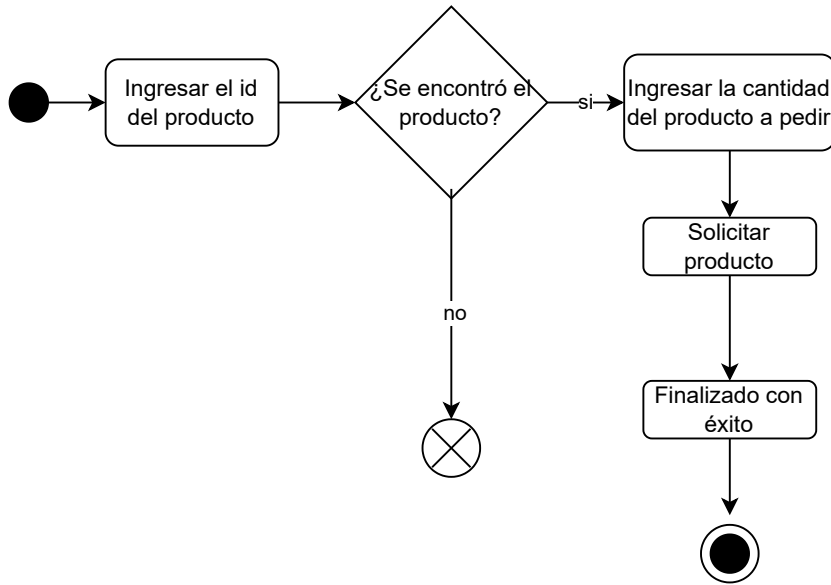 Ingresar el id
del producto
¿Se encontró el
producto?
si
Ingresar la cantidad
del producto a pedir
Solicitar
producto
no
Finalizado con
éxito